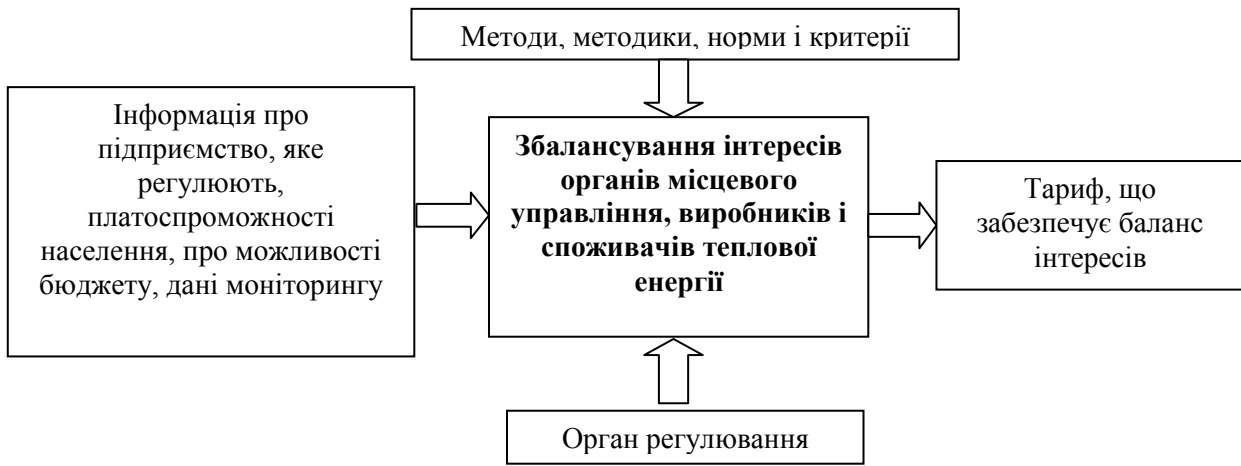 Методи, методики, норми і критерії
Інформація про
підприємство, яке
регулюють,
платоспроможності
населення, про можливості
бюджету, дані моніторингу
Збалансування інтересів
органів місцевого
управління, виробників і
споживачів теплової
енергії
Тариф, що
забезпечує баланс
інтересів
Орган регулювання